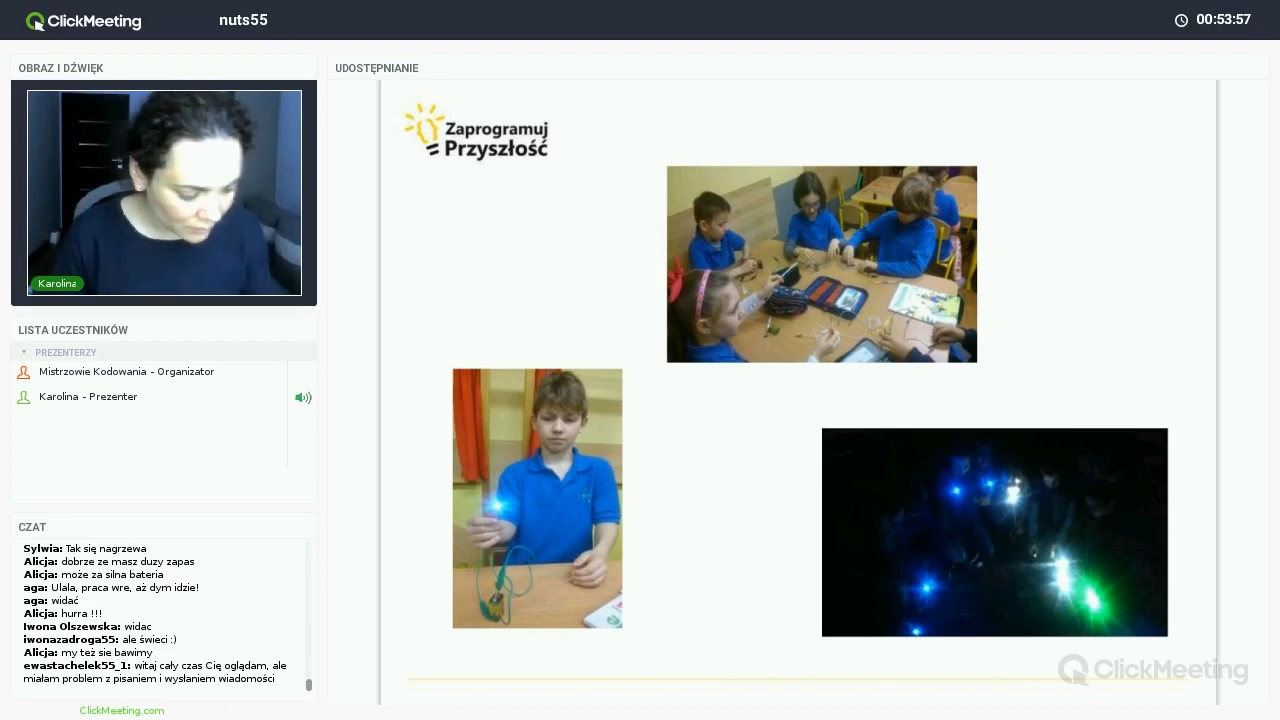 ClickMeeting
nuts55
00:53:57
OBRAZ I DŹWIĘK
Karolina
LISTA UCZESTNIKÓW
PREZENTERZY
Mistrzowie Kodowania - Organizator
Karolina - Prezenter
CZAT
Sylwia: Tak się nagrzewa
Alicja: dobrze ze masz duzy zapas
Alicja: może za silna bateria
aga: Ulala, praca wre, aż dym idzie!
aga: widać
Alicja: hurra !!!
Iwona Olszewska: widac
iwonazadroga55: ale świeci :)
Alicja: my też sie bawimy
ewastachelek55_1: witaj cały czas Cię oglądam, ale
miałam problem z pisaniem i wysłaniem wiadomości
ClickMeeting.com
UDOSTĘPNIANIE
Zaprogramuj
Przyszłość
ClickMeeting